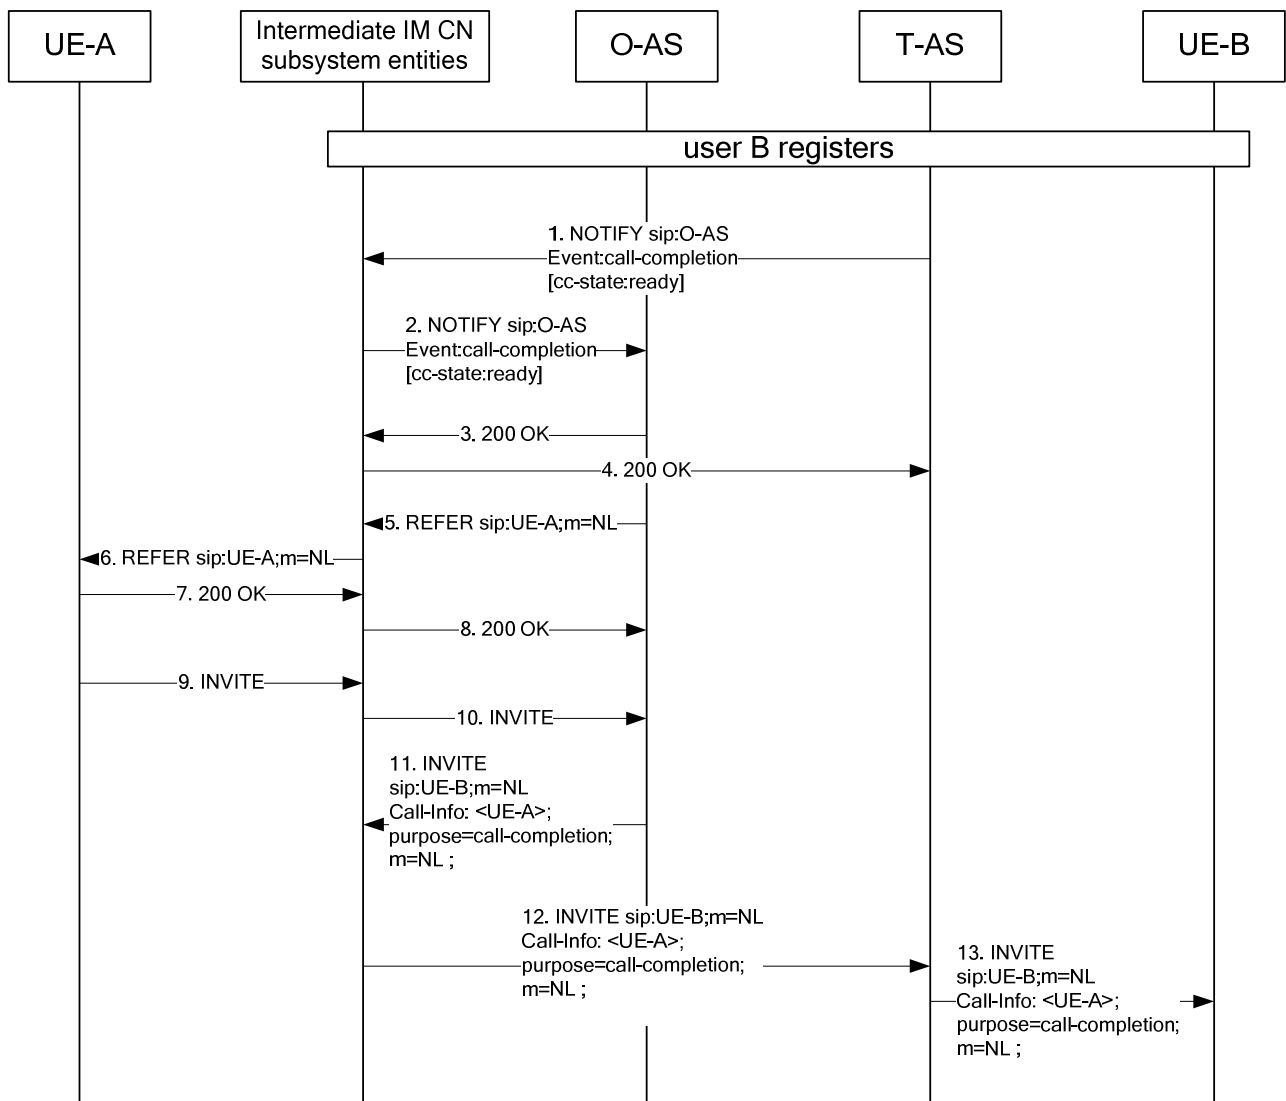 UE-A
Intermediate IM CN
subsystem entities
O-AS
T-AS
UE-B
user B registers
1. NOTIFY sip:O-AS
Event:call-completion
[cc-state:ready]
2. NOTIFY sip:O-AS
Event:call-completion
[cc-state:ready]
3. 200 OK
4. 200 OK
5. REFER sip:UE-A;m=NL
6. REFER sip:UE-A;m=NL
7. 200 OK
8. 200 OK
9. INVITE
10. INVITE
11. INVITE
sip:UE-B;m=NL
Call-Info: <UE-A>;
purpose=call-completion;
m=NL ;
12. INVITE sip:UE-B;m=NL
Call-Info: <UE-A>;
purpose=call-completion;
m=NL ;
13. INVITE
sip:UE-B;m=NL
Call-Info: <UE-A>;
purpose=call-completion;
m=NL ;